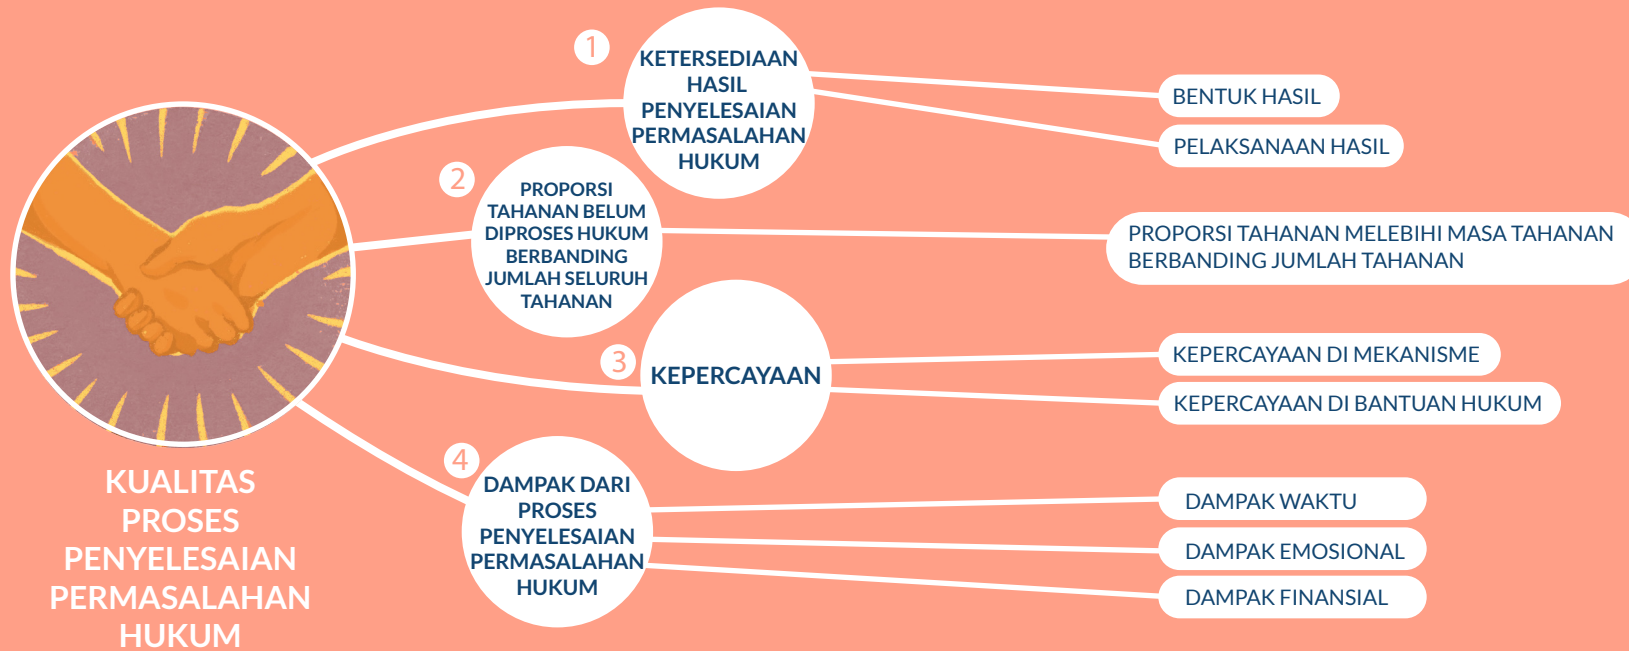 1
KETERSEDIAAN
HASIL
PENYELESAIAN
PERMASALAHAN
HUKUM
BENTUK HASIL
PELAKSANAAN HASIL
2
PROPORSI
TAHANAN BELUM
DIPROSES HUKUM
BERBANDING
JUMLAH SELURUH
TAHANAN
PROPORSI TAHANAN MELEBIHI MASA TAHANAN
BERBANDING JUMLAH TAHANAN
3
KEPERCAYAAN
KEPERCAYAAN DI MEKANISME
KEPERCAYAAN DI BANTUAN HUKUM
4
DAMPAK DARI
PROSES
PENYELESAIAN
PERMASALAHAN
HUKUM
DAMPAK WAKTU
DAMPAK EMOSIONAL
DAMPAK FINANSIAL
KUALITAS
PROSES
PENYELESAIAN
PERMASALAHAN
HUKUM